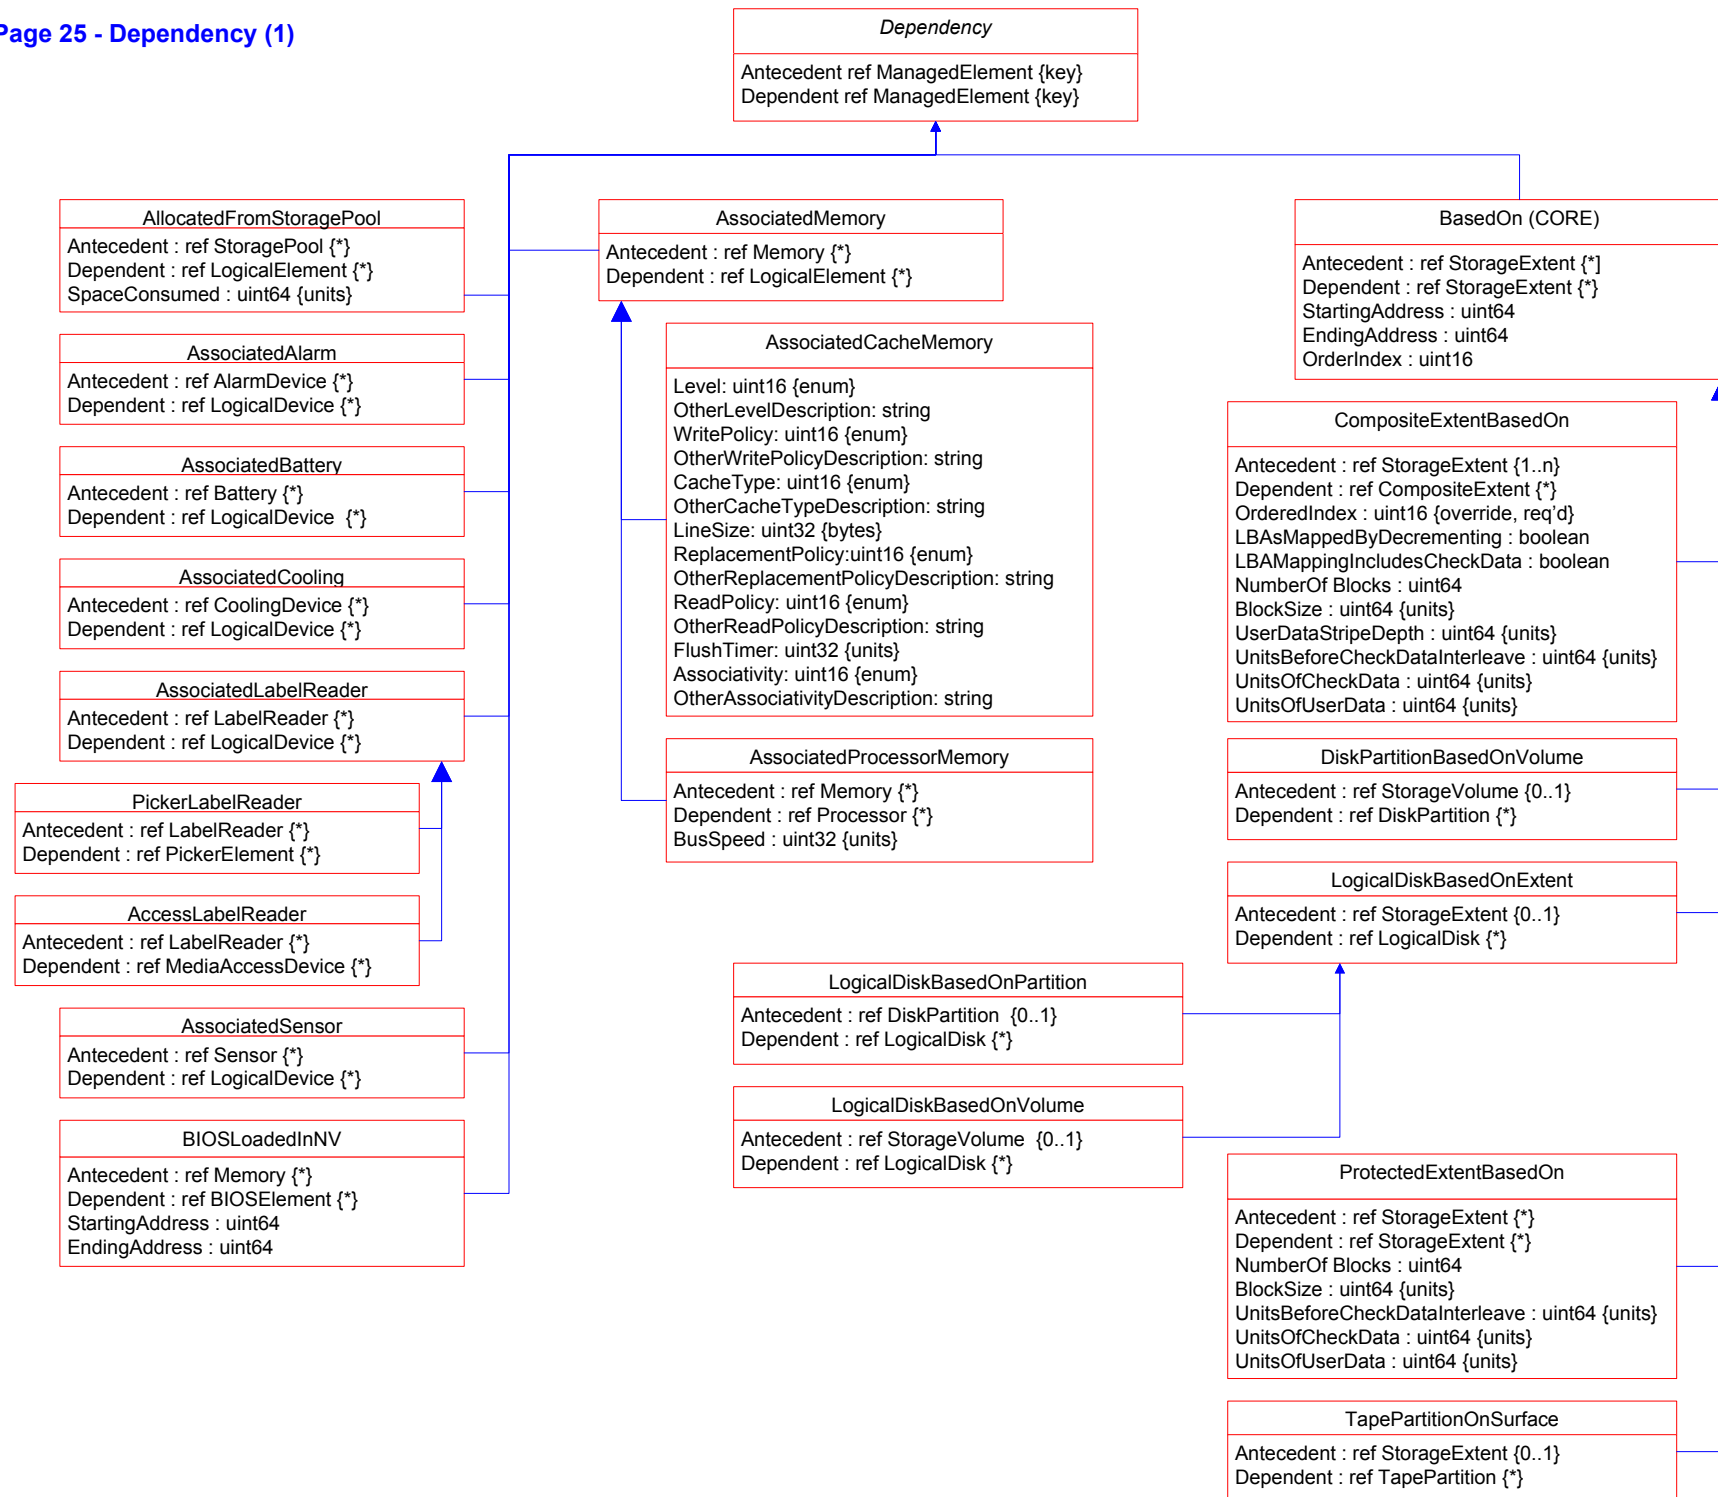 Page 25 - Dependency (1)
Dependency
Antecedent ref ManagedElement {key}
Dependent ref ManagedElement {key}
AllocatedFromStoragePool
Antecedent : ref StoragePool {*}
Dependent : ref LogicalElement {*}
SpaceConsumed : uint64 {units}
AssociatedAlarm
Antecedent : ref AlarmDevice {*}
Dependent : ref LogicalDevice {*}
AssociatedBattery
Antecedent : ref Battery {*}
Dependent : ref LogicalDevice {*}
AssociatedCooling
Antecedent : ref CoolingDevice {*}
Dependent : ref LogicalDevice {*}
AssociatedLabelReader
Antecedent : ref LabelReader {*}
Dependent : ref LogicalDevice {*}
PickerLabelReader
Antecedent : ref LabelReader {*}
Dependent : ref PickerElement {*}
AccessLabelReader
Antecedent : ref LabelReader {*}
Dependent : ref MediaAccessDevice {*}
AssociatedSensor
Antecedent : ref Sensor {*}
Dependent : ref LogicalDevice {*}
BIOSLoadedInNV
Antecedent : ref Memory {*}
Dependent : ref BIOSElement {*}
StartingAddress : uint64
EndingAddress : uint64
AssociatedMemory
Antecedent : ref Memory {*}
Dependent : ref LogicalElement {*}
AssociatedCacheMemory
Level: uint16 {enum}
OtherLevelDescription: string
WritePolicy: uint16 {enum}
OtherWritePolicyDescription: string
CacheType: uint16 {enum}
OtherCacheTypeDescription: string
LineSize: uint32 {bytes}
ReplacementPolicy:uint16 {enum}
OtherReplacementPolicyDescription: string
ReadPolicy: uint16 {enum}
OtherReadPolicyDescription: string
FlushTimer: uint32 {units}
Associativity: uint16 {enum}
OtherAssociativityDescription: string
AssociatedProcessorMemory
Antecedent : ref Memory {*}
Dependent : ref Processor {*}
BusSpeed : uint32 {units}
LogicalDiskBasedOnPartition
Antecedent : ref DiskPartition {0..1}
Dependent : ref LogicalDisk {*}
LogicalDiskBasedOnVolume
Antecedent : ref StorageVolume {0..1}
Dependent : ref LogicalDisk {*}
BasedOn (CORE)
Antecedent : ref StorageExtent {*]
Dependent : ref StorageExtent {*}
StartingAddress : uint64
EndingAddress : uint64
OrderIndex : uint16
CompositeExtentBasedOn
Antecedent : ref StorageExtent {1..n}
Dependent : ref CompositeExtent {*}
OrderedIndex : uint16 {override, req’d}
LBAsMappedByDecrementing : boolean
LBAMappingIncludesCheckData : boolean
NumberOf Blocks : uint64
BlockSize : uint64 {units}
UserDataStripeDepth : uint64 {units}
UnitsBeforeCheckDataInterleave : uint64 {units}
UnitsOfCheckData : uint64 {units}
UnitsOfUserData : uint64 {units}
DiskPartitionBasedOnVolume
Antecedent : ref StorageVolume {0..1}
Dependent : ref DiskPartition {*}
LogicalDiskBasedOnExtent
Antecedent : ref StorageExtent {0..1}
Dependent : ref LogicalDisk {*}
ProtectedExtentBasedOn
Antecedent : ref StorageExtent {*}
Dependent : ref StorageExtent {*}
NumberOf Blocks : uint64
BlockSize : uint64 {units}
UnitsBeforeCheckDataInterleave : uint64 {units}
UnitsOfCheckData : uint64 {units}
UnitsOfUserData : uint64 {units}
TapePartitionOnSurface
Antecedent : ref StorageExtent {0..1}
Dependent : ref TapePartition {*}